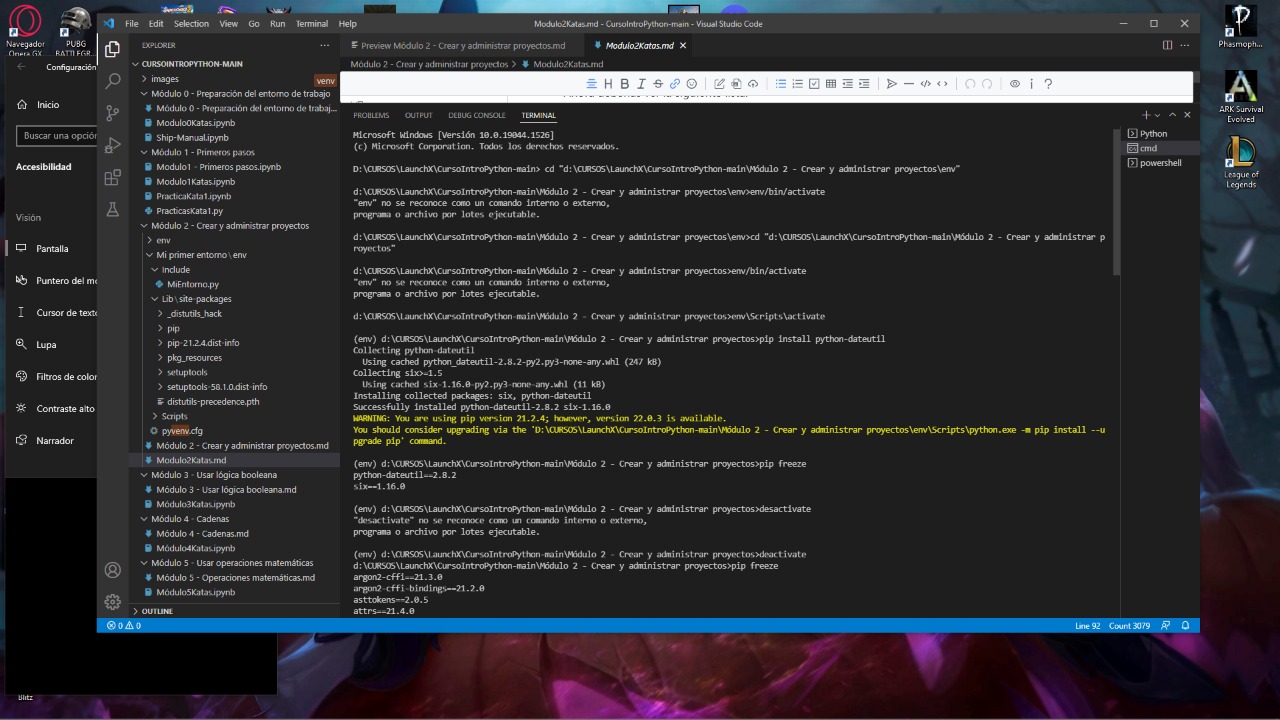 Navegador
Opera GX
PUBG
BATTLEGR...
Configuración
Inicio
Buscar una opción
Accesibilidad
Visión
Pantalla
Puntero del mo
Cursor de texto
Lupa
Filtros de color
Contraste alto
Narrador
Blitz
File Edit Selection View Go Run Terminal Help
Modulo2Katas.md - CursoIntroPython-main - Visual Studio Code
EXPLORER
venv
CURSOINTROPYTHON-MAIN
images
Módulo 0 - Preparación del entorno de trabajo
Módulo 0 - Preparación del entorno de trabaj...
Modulo0Katas.ipynb
Ship-Manual.ipynb
Módulo 1 - Primeros pasos
Modulo1 - Primeros pasos.ipynb
Modulo1Katas.ipynb
PracticaKata1.ipynb
PracticasKata1.py
Módulo 2 - Crear y administrar proyectos
env
Mi primer entorno \ env
Include
MiEntorno.py
Lib \ site-packages
_distutils_hack
pip
pip-21.2.4.dist-info
pkg_resources
setuptools
setuptools-58.1.0.dist-info
distutils-precedence.pth
Scripts
pyvenv.cfg
Módulo 2 - Crear y administrar proyectos.md
Modulo2Katas.md
Módulo 3 - Usar lógica booleana
Módulo 3 - Usar lógica booleana.md
Modulo3Katas.ipynb
Módulo 4 - Cadenas
Módulo 4 - Cadenas.md
Módulo4Katas.ipynb
Módulo 5 - Usar operaciones matemáticas
Módulo 5 - Operaciones matemáticas.md
Módulo5Katas.ipynb
OUTLINE
Preview Módulo 2 - Crear y administrar proyectos.md
Modulo2Katas.md
Módulo 2 - Crear y administrar proyectos > Modulo2Katas.md
PROBLEMS OUTPUT DEBUG CONSOLE TERMINAL
Microsoft Windows [Versión 10.0.19044.1526]
(c) Microsoft Corporation. Todos los derechos reservados.
D:\CURSOS\LaunchX\CursoIntroPython-main> cd "d:\CURSOS\LaunchX\CursoIntroPython-main\Módulo 2 - Crear y administrar proyectos\env"
d:\CURSOS\LaunchX\CursoIntroPython-main\Módulo 2 - Crear y administrar proyectos\env>env/bin/activate
"env" no se reconoce como un comando interno o externo,
programa o archivo por lotes ejecutable.
d:\CURSOS\LaunchX\CursoIntroPython-main\Módulo 2 - Crear y administrar proyectos\env>cd "d:\CURSOS\LaunchX\CursoIntroPython-main\Módulo 2 - Crear y administrar p
royectos"
d:\CURSOS\LaunchX\CursoIntroPython-main\Módulo 2 - Crear y administrar proyectos>env/bin/activate
"env" no se reconoce como un comando interno o externo,
programa o archivo por lotes ejecutable.
d:\CURSOS\LaunchX\CursoIntroPython-main\Módulo 2 - Crear y administrar proyectos>env\Scripts\activate
(env) d:\CURSOS\LaunchX\CursoIntroPython-main\Módulo 2 - Crear y administrar proyectos>pip install python-dateutil
Collecting python-dateutil
Using cached python_dateutil-2.8.2-py2.py3-none-any.whl (247 kB)
Collecting six>=1.5
Using cached six-1.16.0-py2.py3-none-any.whl (11 kB)
Installing collected packages: six, python-dateutil
Successfully installed python-dateutil-2.8.2 six-1.16.0
WARNING: You are using pip version 21.2.4; however, version 22.0.3 is available.
You should consider upgrading via the 'D:\CURSOS\LaunchX\CursoIntroPython-main\Módulo 2 - Crear y administrar proyectos\env\Scripts\python.exe -m pip install --u
pgrade pip' command.
(env) d:\CURSOS\LaunchX\CursoIntroPython-main\Módulo 2 - Crear y administrar proyectos>pip freeze
python-dateutil==2.8.2
six==1.16.0
(env) d:\CURSOS\LaunchX\CursoIntroPython-main\Módulo 2 - Crear y administrar proyectos>desactivate
"desactivate" no se reconoce como un comando interno o externo,
programa o archivo por lotes ejecutable.
(env) d:\CURSOS\LaunchX\CursoIntroPython-main\Módulo 2 - Crear y administrar proyectos>deactivate
d:\CURSOS\LaunchX\CursoIntroPython-main\Módulo 2 - Crear y administrar proyectos>pip freeze
argon2-cffi==21.3.0
argon2-cffi-bindings==21.2.0
asttokens==2.0.5
attrs==21.4.0
Python
cmd
powershell
0 0
Line 92 Count 3079
Phasmoph...
ARK Survival
Evolved
League of
Legends